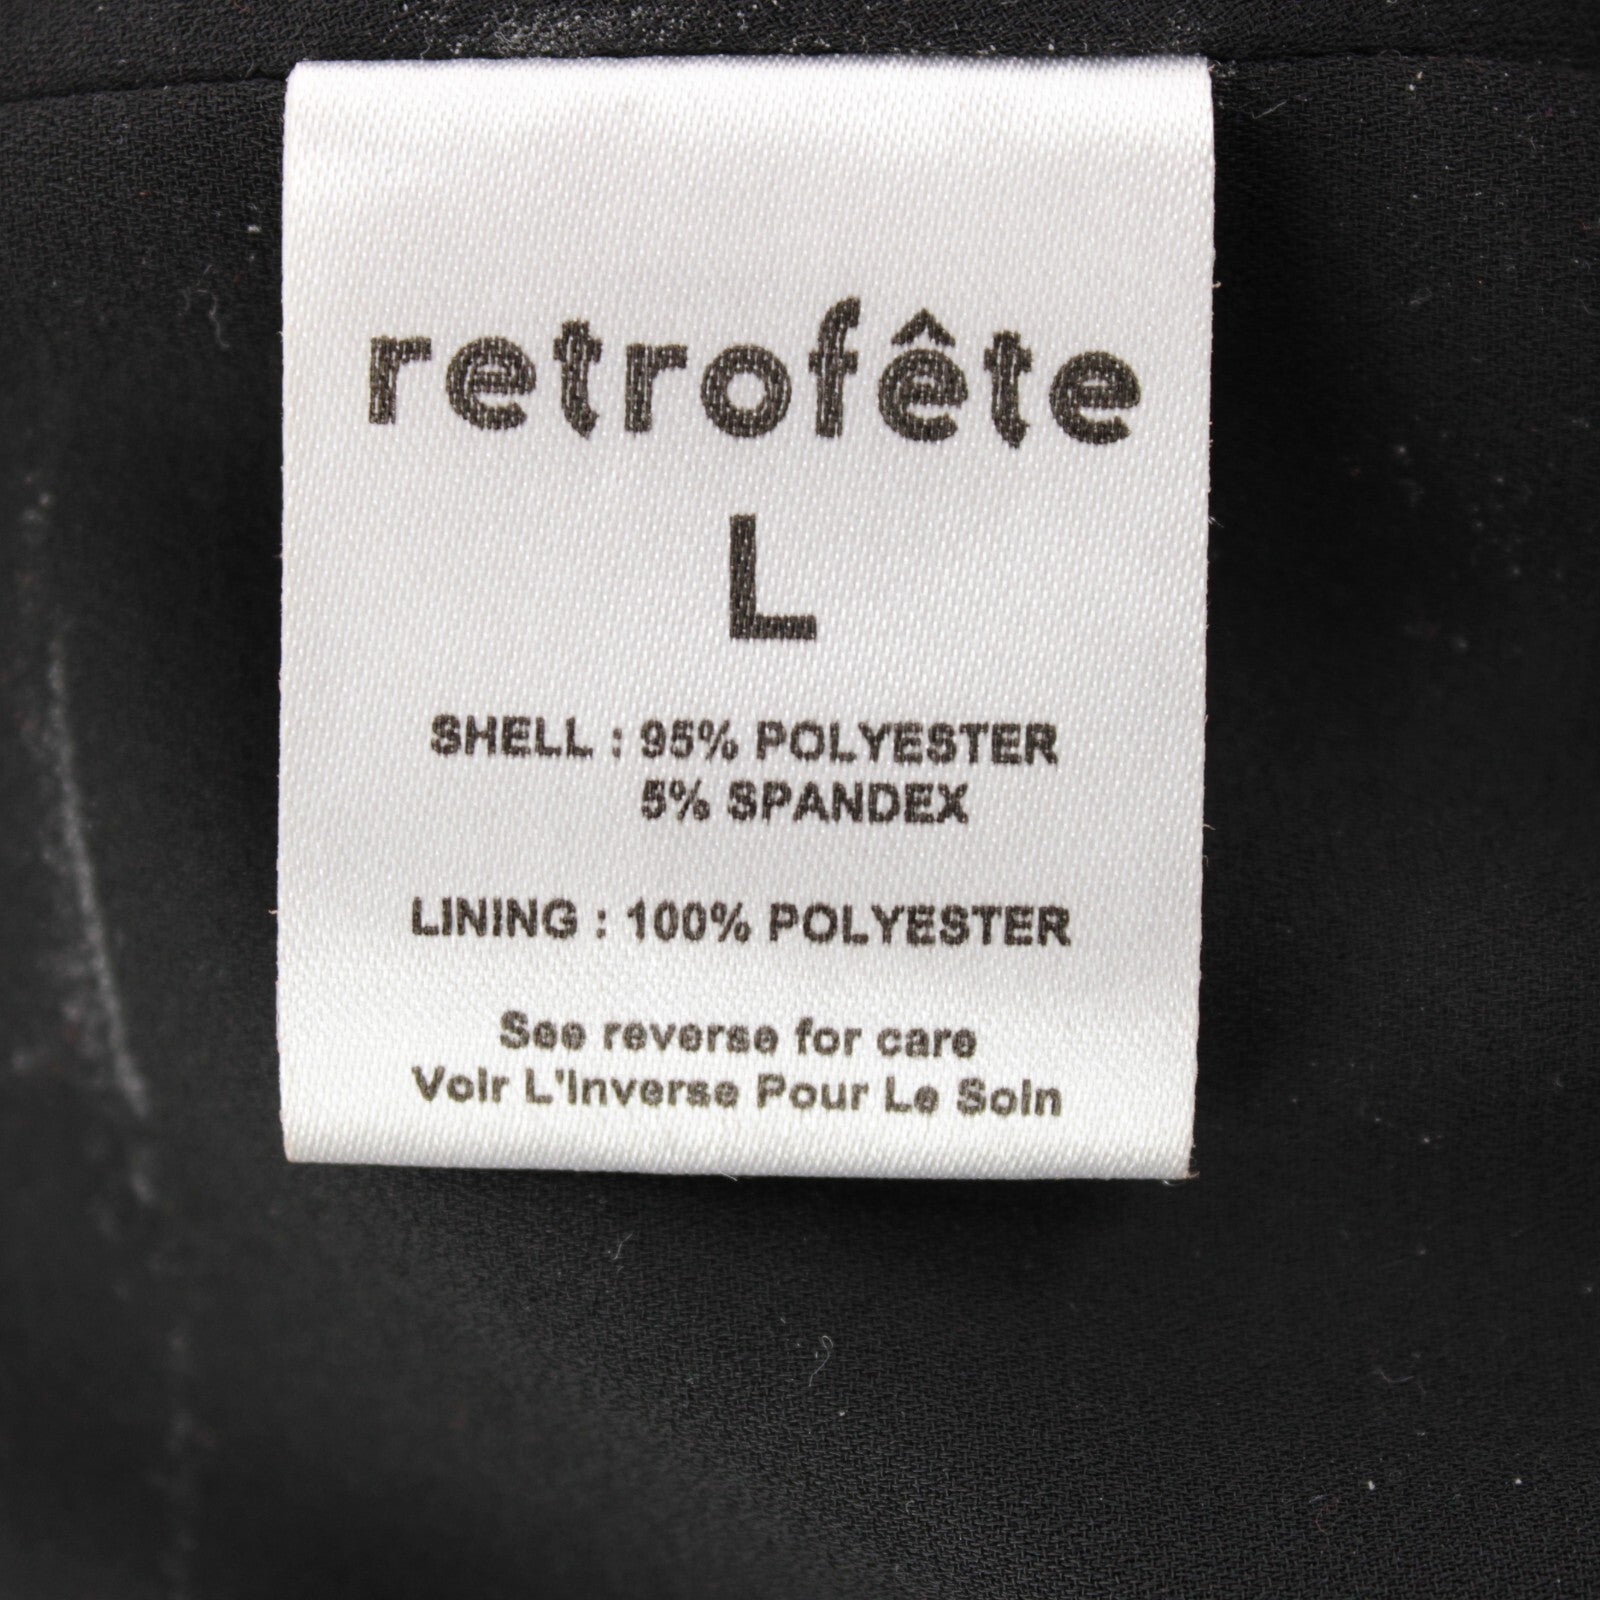 retrofête
L
SHELL : 95% POLYESTER
5% SPANDEX
LINING : 100% POLYESTER
See reverse for care
Voir L'inverse Pour Le Soin